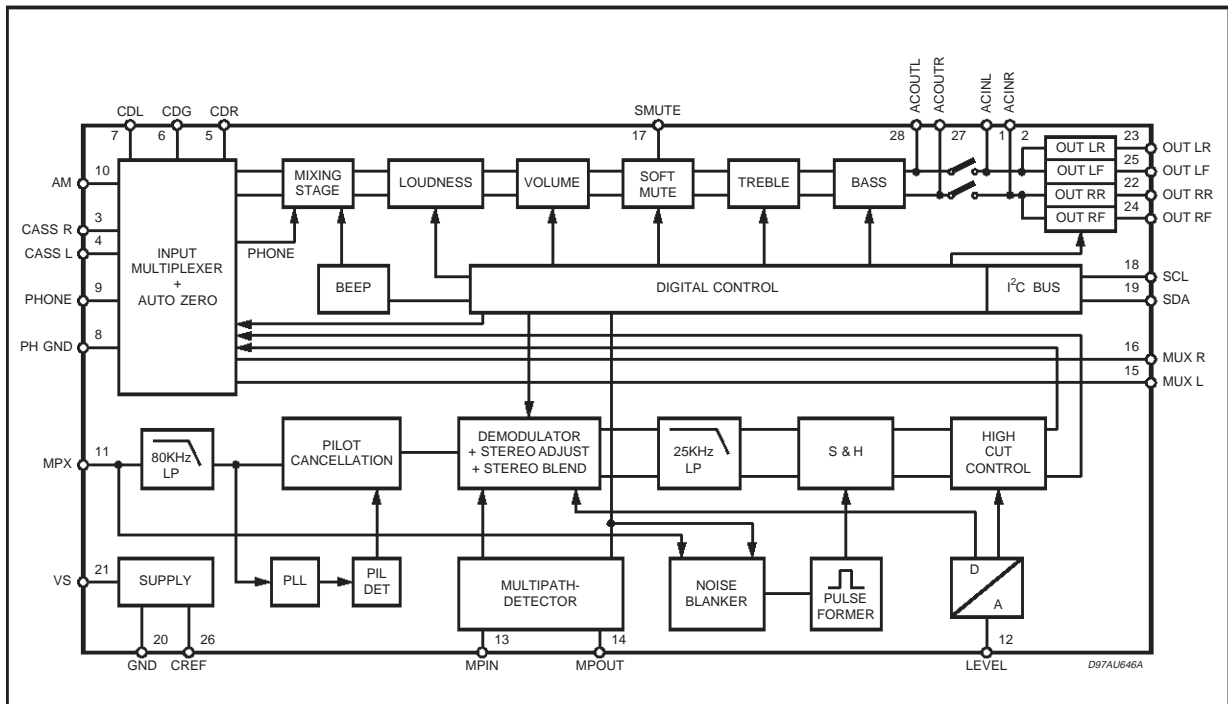 ACOUTL
ACOUTR
ACINL
ACINR
CDL
CDG
CDR
SMUTE
7
6
5
17
28
27
1
2
23
OUT LR
OUT LR
10
AM
MIXING
STAGE
LOUDNESS
VOLUME
SOFT
MUTE
TREBLE
BASS
OUT LF
25
OUT LF
OUT RR
22
OUT RR
OUT RF
24
OUT RF
3
CASS R
4
CASS L
INPUT
MULTIPLEXER
+
AUTO ZERO
PHONE
BEEP
DIGITAL CONTROL
I²C BUS
18
SCL
19
SDA
9
PHONE
8
PH GND
16
MUX R
15
MUX L
11
MPX
80KHz
LP
PILOT
CANCELLATION
DEMODULATOR
+ STEREO ADJUST
+ STEREO BLEND
25KHz
LP
S & H
HIGH
CUT
CONTROL
21
VS
SUPPLY
PLL
PIL
DET
MULTIPATH-
DETECTOR
NOISE
BLANKER
PULSE
FORMER
D
A
20
26
13
14
12
GND
CREF
MPIN
MPOUT
LEVEL
D97AU646A